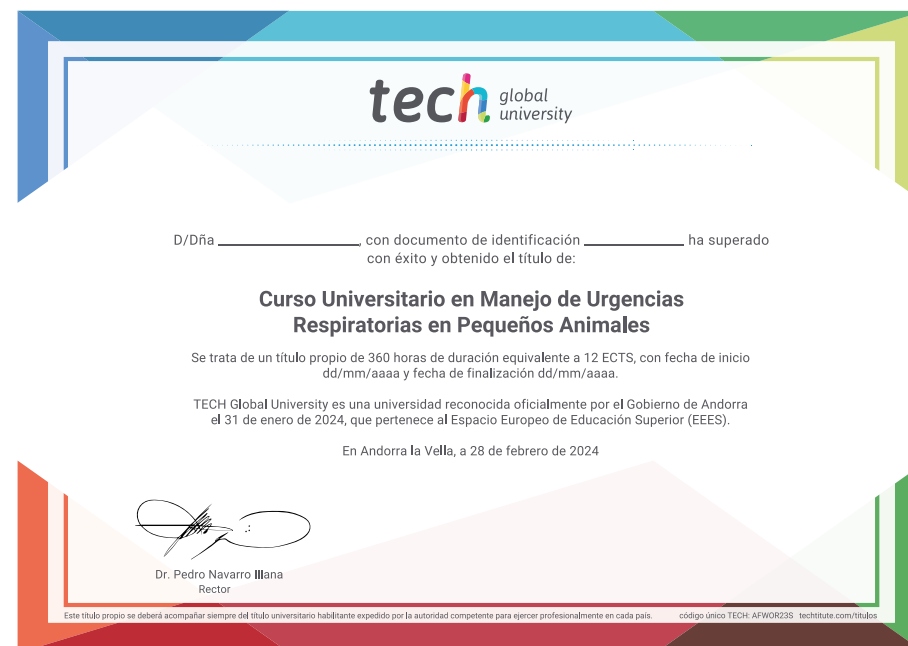 tech global university
D/Dña ____________________, con documento de identificación ______________ ha superado
con éxito y obtenido el título de:
Curso Universitario en Manejo de Urgencias
Respiratorias en Pequeños Animales
Se trata de un título propio de 360 horas de duración equivalente a 12 ECTS, con fecha de inicio
dd/mm/aaaa y fecha de finalización dd/mm/aaaa.
TECH Global University es una universidad reconocida oficialmente por el Gobierno de Andorra
el 31 de enero de 2024, que pertenece al Espacio Europeo de Educación Superior (EEES).
En Andorra la Vella, a 28 de febrero de 2024
Dr. Pedro Navarro Illana
Rector
Este título propio se deberá acompañar siempre del título universitario habilitante expedido por la autoridad competente para ejercer profesionalmente en cada país. código único TECH: AFWOR23S techtitute.com/titulos